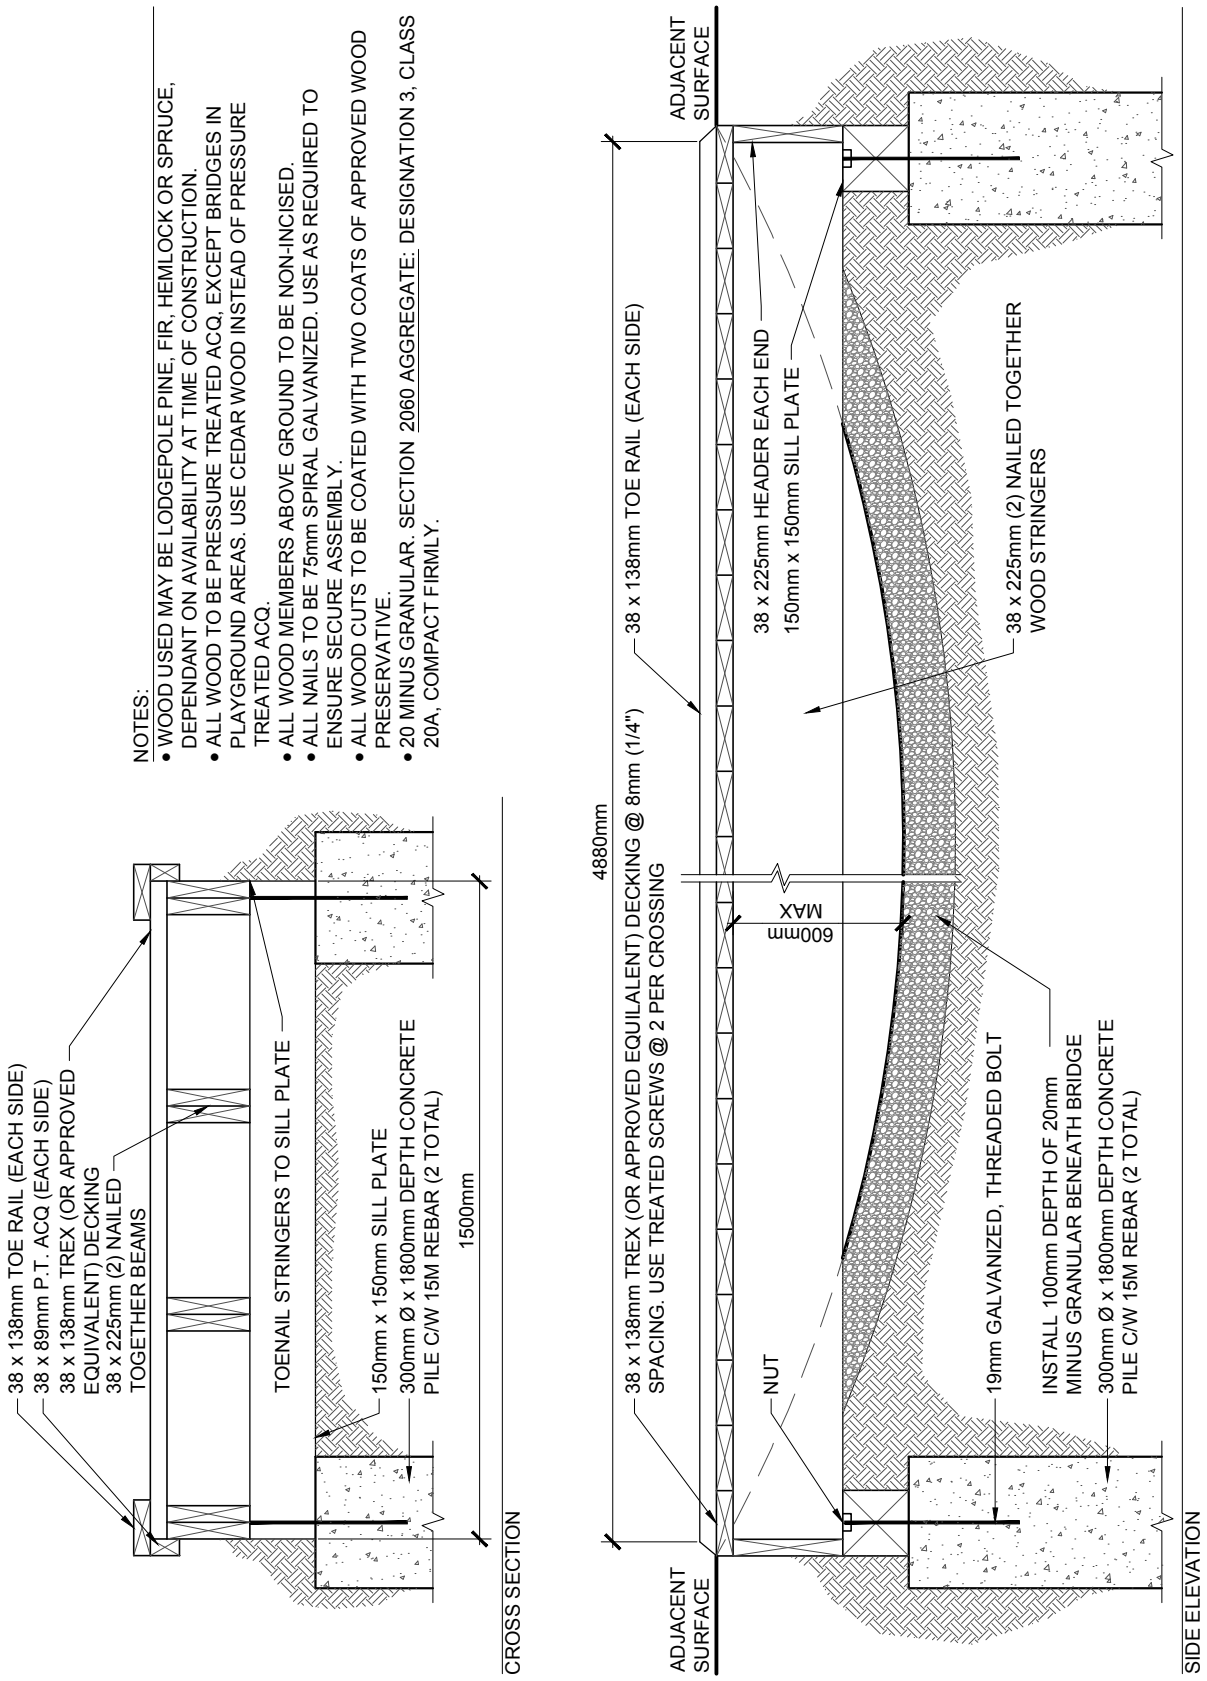 38 x 138mm TOE RAIL (EACH SIDE)
38 x 89mm P.T. ACQ (EACH SIDE)
38 x 138mm TREX (OR APPROVED
EQUIVALENT) DECKING
38 x 225mm (2) NAILED
TOGETHER BEAMS
TOENAIL STRINGERS TO SILL PLATE
150mm x 150mm SILL PLATE
300mm Ø x 1800mm DEPTH CONCRETE
PILE C/W 15M REBAR (2 TOTAL)
1500mm
CROSS SECTION
NOTES:
• WOOD USED MAY BE LODGEPOLE PINE, FIR, HEMLOCK OR SPRUCE,
DEPENDANT ON AVAILABILITY AT TIME OF CONSTRUCTION.
• ALL WOOD TO BE PRESSURE TREATED ACQ, EXCEPT BRIDGES IN
PLAYGROUND AREAS. USE CEDAR WOOD INSTEAD OF PRESSURE
TREATED ACQ.
• ALL WOOD MEMBERS ABOVE GROUND TO BE NON-INCISED.
• ALL NAILS TO BE 75mm SPIRAL GALVANIZED. USE AS REQUIRED TO
ENSURE SECURE ASSEMBLY.
• ALL WOOD CUTS TO BE COATED WITH TWO COATS OF APPROVED WOOD
PRESERVATIVE.
• 20 MINUS GRANULAR. SECTION 2060 AGGREGATE: DESIGNATION 3, CLASS
20A, COMPACT FIRMLY.
4880mm
38 x 138mm TREX (OR APPROVED EQUILALENT) DECKING @ 8mm (1/4")
SPACING. USE TREATED SCREWS @ 2 PER CROSSING
38 x 138mm TOE RAIL (EACH SIDE)
ADJACENT
SURFACE
ADJACENT
SURFACE
NUT
600mm
MAX
38 x 225mm HEADER EACH END
150mm x 150mm SILL PLATE
19mm GALVANIZED, THREADED BOLT
INSTALL 100mm DEPTH OF 20mm
MINUS GRANULAR BENEATH BRIDGE
300mm Ø x 1800mm DEPTH CONCRETE
PILE C/W 15M REBAR (2 TOTAL)
38 x 225mm (2) NAILED TOGETHER
WOOD STRINGERS
SIDE ELEVATION